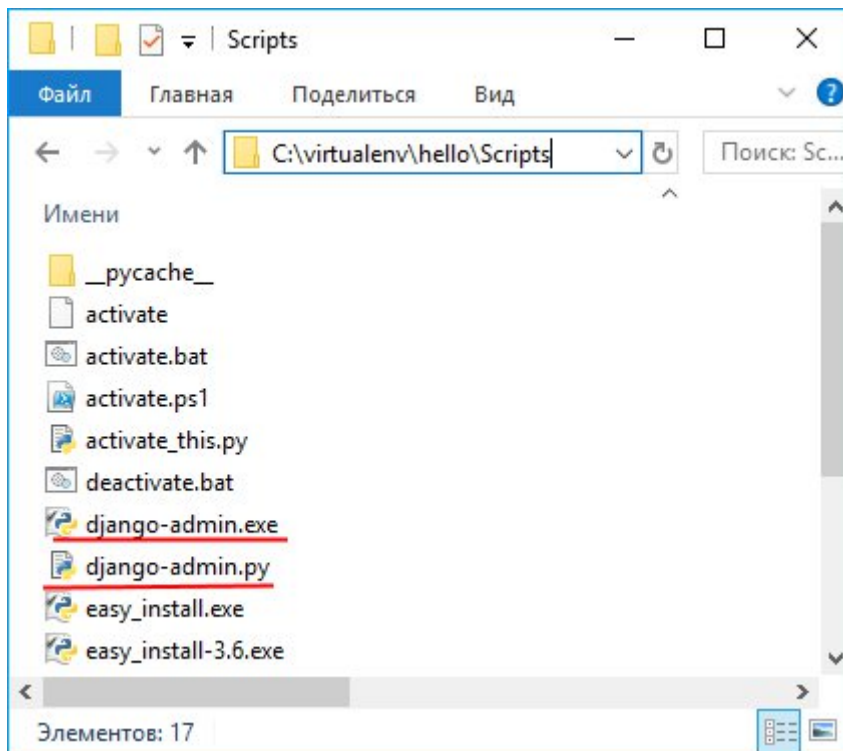 Scripts
Файл Главная Поделиться Вид
C:\virtualenv\hello\Scripts Поиск: Sc...
Имени
__pycache__
activate
activate.bat
activate.ps1
activate_this.py
deactivate.bat
django-admin.exe
django-admin.py
easy_install.exe
easy_install-3.6.exe
Элементов: 17